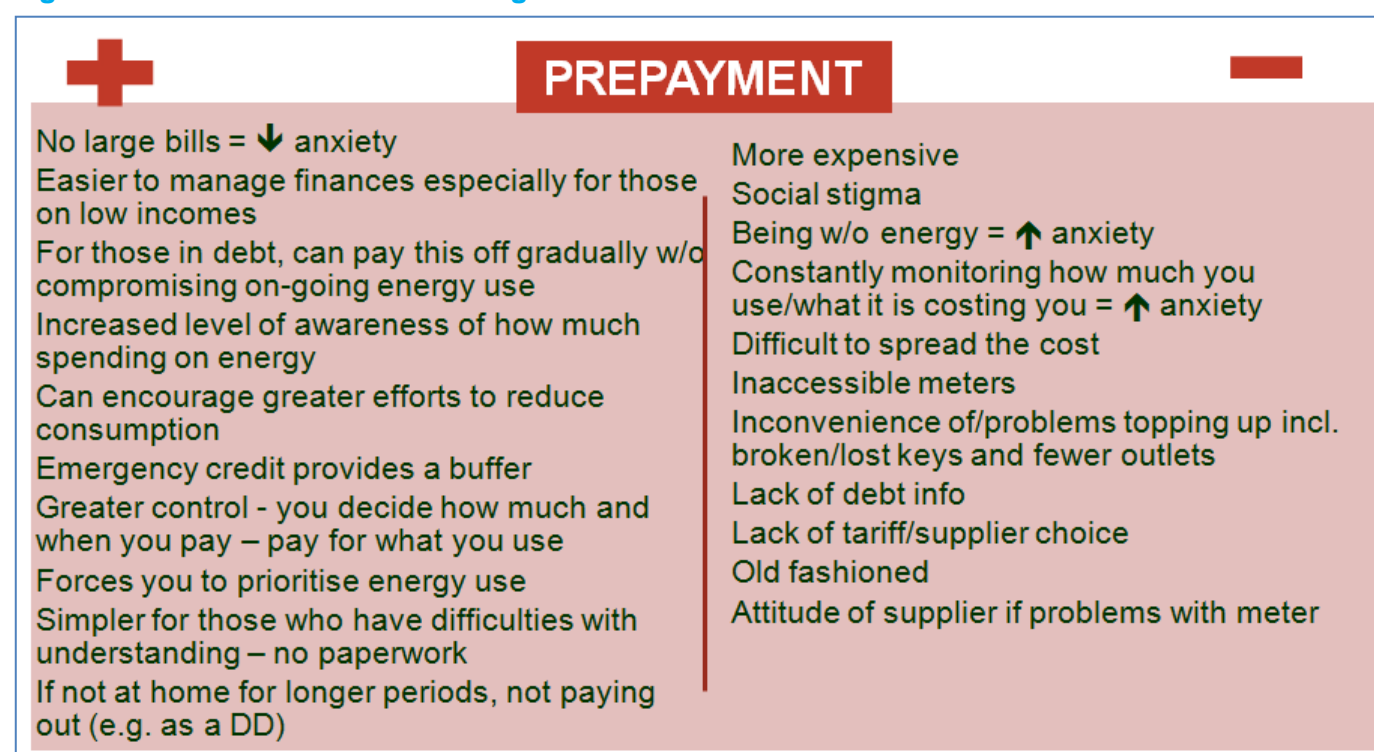 PREPAYMENT
No large bills = ↓ anxiety
Easier to manage finances especially for those
on low incomes
For those in debt, can pay this off gradually w/o
compromising on-going energy use
Increased level of awareness of how much
spending on energy
Can encourage greater efforts to reduce
consumption
Emergency credit provides a buffer
Greater control - you decide how much and
when you pay – pay for what you use
Forces you to prioritise energy use
Simpler for those who have difficulties with
understanding – no paperwork
If not at home for longer periods, not paying
out (e.g. as a DD)
More expensive
Social stigma
Being w/o energy = ↑ anxiety
Constantly monitoring how much you
use/what it is costing you = ↑ anxiety
Difficult to spread the cost
Inaccessible meters
Inconvenience of/problems topping up incl.
broken/lost keys and fewer outlets
Lack of debt info
Lack of tariff/supplier choice
Old fashioned
Attitude of supplier if problems with meter